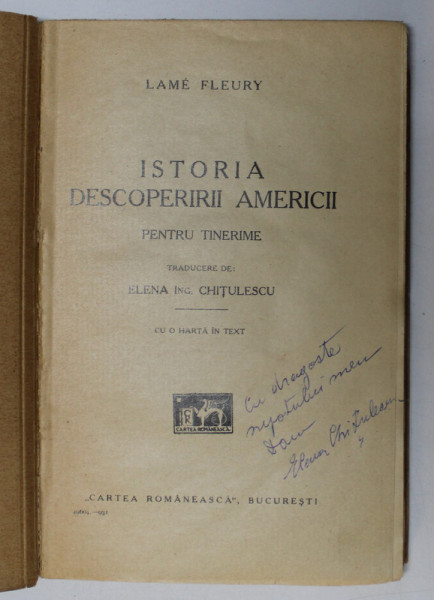 LAMÉ FLEURY
ISTORIA
DESCOPERIRII AMERICII
PENTRU TINERIME
TRADUCERE DE:
ELENA ING. CHIȚULESCU
CU O HARTĂ ÎN TEXT
Cu dragoste
nepotului meu
Elena Chițulescu
CARTEA ROMÂNEASCĂ
„CARTEA ROMÂNEASCĂ", BUCUREȘTI